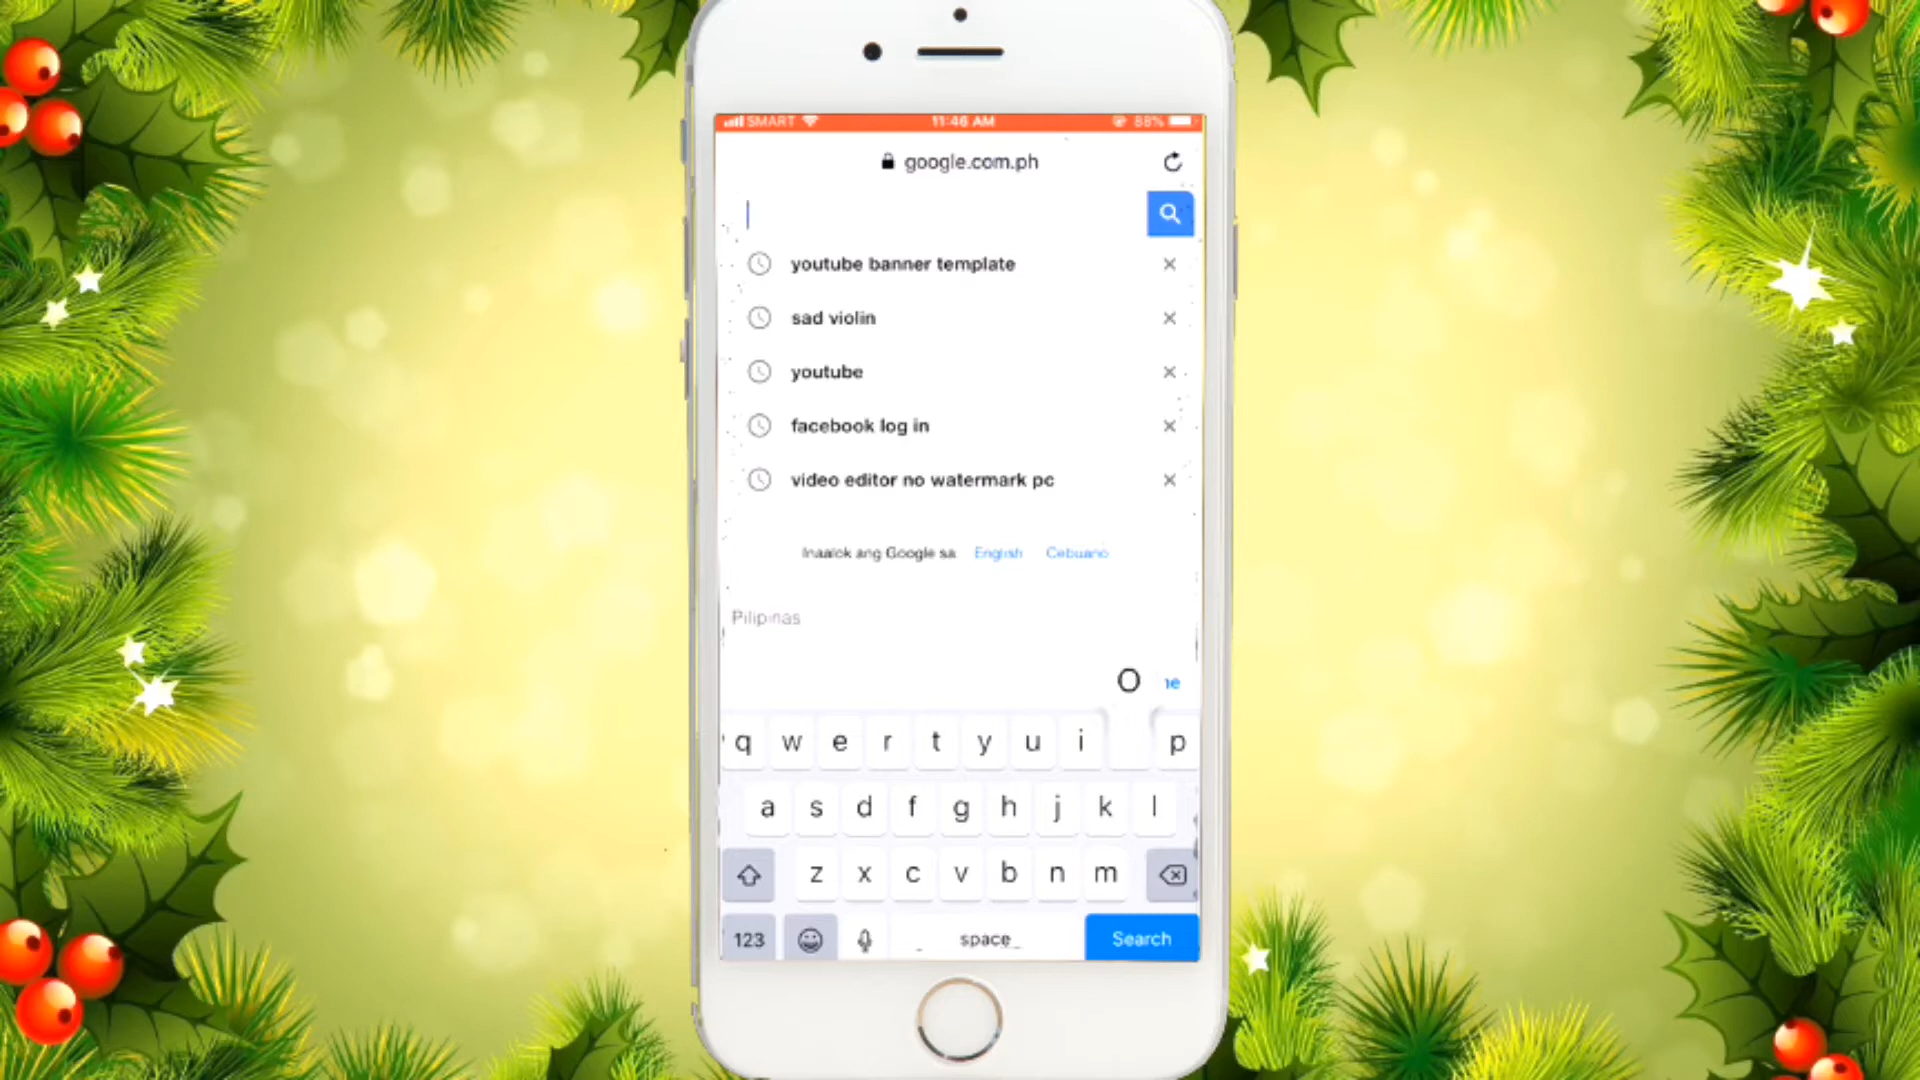 SMART 11:46 AM 88%
google.com.ph
youtube banner template
sad violin
youtube
facebook log in
video editor no watermark pc
Inaalok ang Google sa English Cebuano
Pilipinas
O
q w e r t y u i p
a s d f g h j k l
z x c v b n m
123 space Search